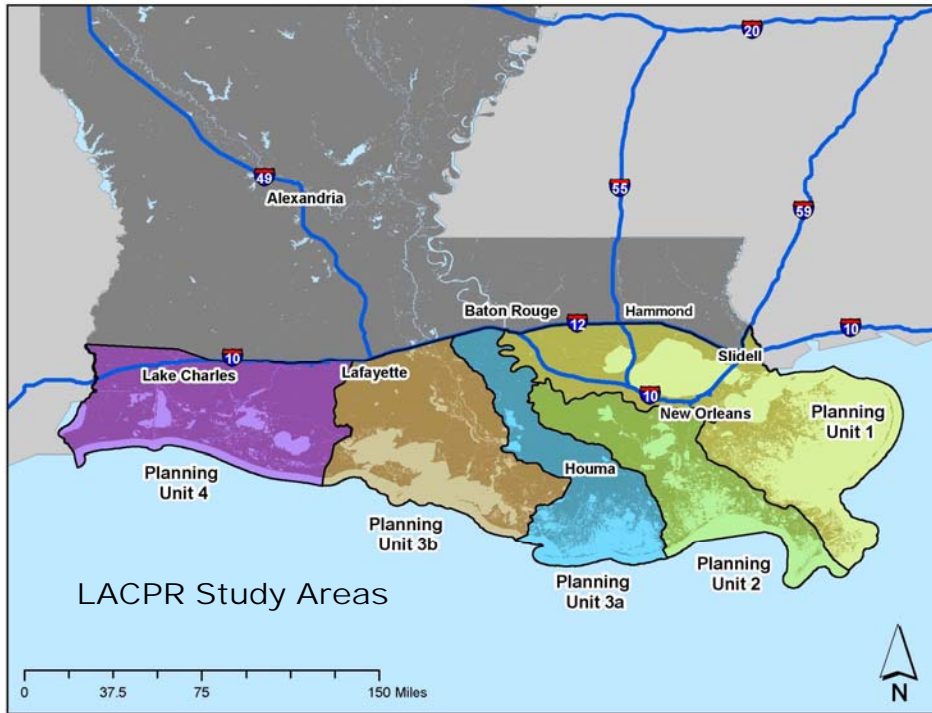 20
49
Alexandria
55
59
Baton Rouge
12
Hammond
10
10
Lake Charles
Lafayette
Slidell
10
New Orleans
Planning
Unit 1
Houma
Planning
Unit 4
Planning
Unit 3b
Planning
Unit 3a
Planning
Unit 2
LACPR Study Areas
0 37.5 75 150 Miles
N